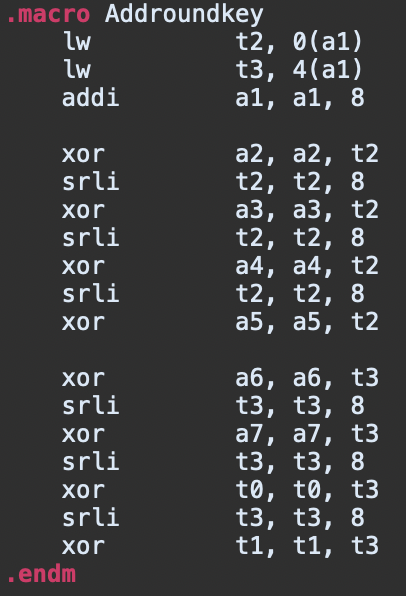 .macro Addroundkey
lw t2, 0(a1)
lw t3, 4(a1)
addi a1, a1, 8
xor a2, a2, t2
srli t2, t2, 8
xor a3, a3, t2
srli t2, t2, 8
xor a4, a4, t2
srli t2, t2, 8
xor a5, a5, t2
xor a6, a6, t3
srli t3, t3, 8
xor a7, a7, t3
srli t3, t3, 8
xor t0, t0, t3
srli t3, t3, 8
xor t1, t1, t3
.endm